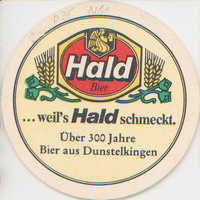 Hald
Bier
...weil's Hald schmeckt.
Über 300 Jahre
Bier aus Dunstelkingen